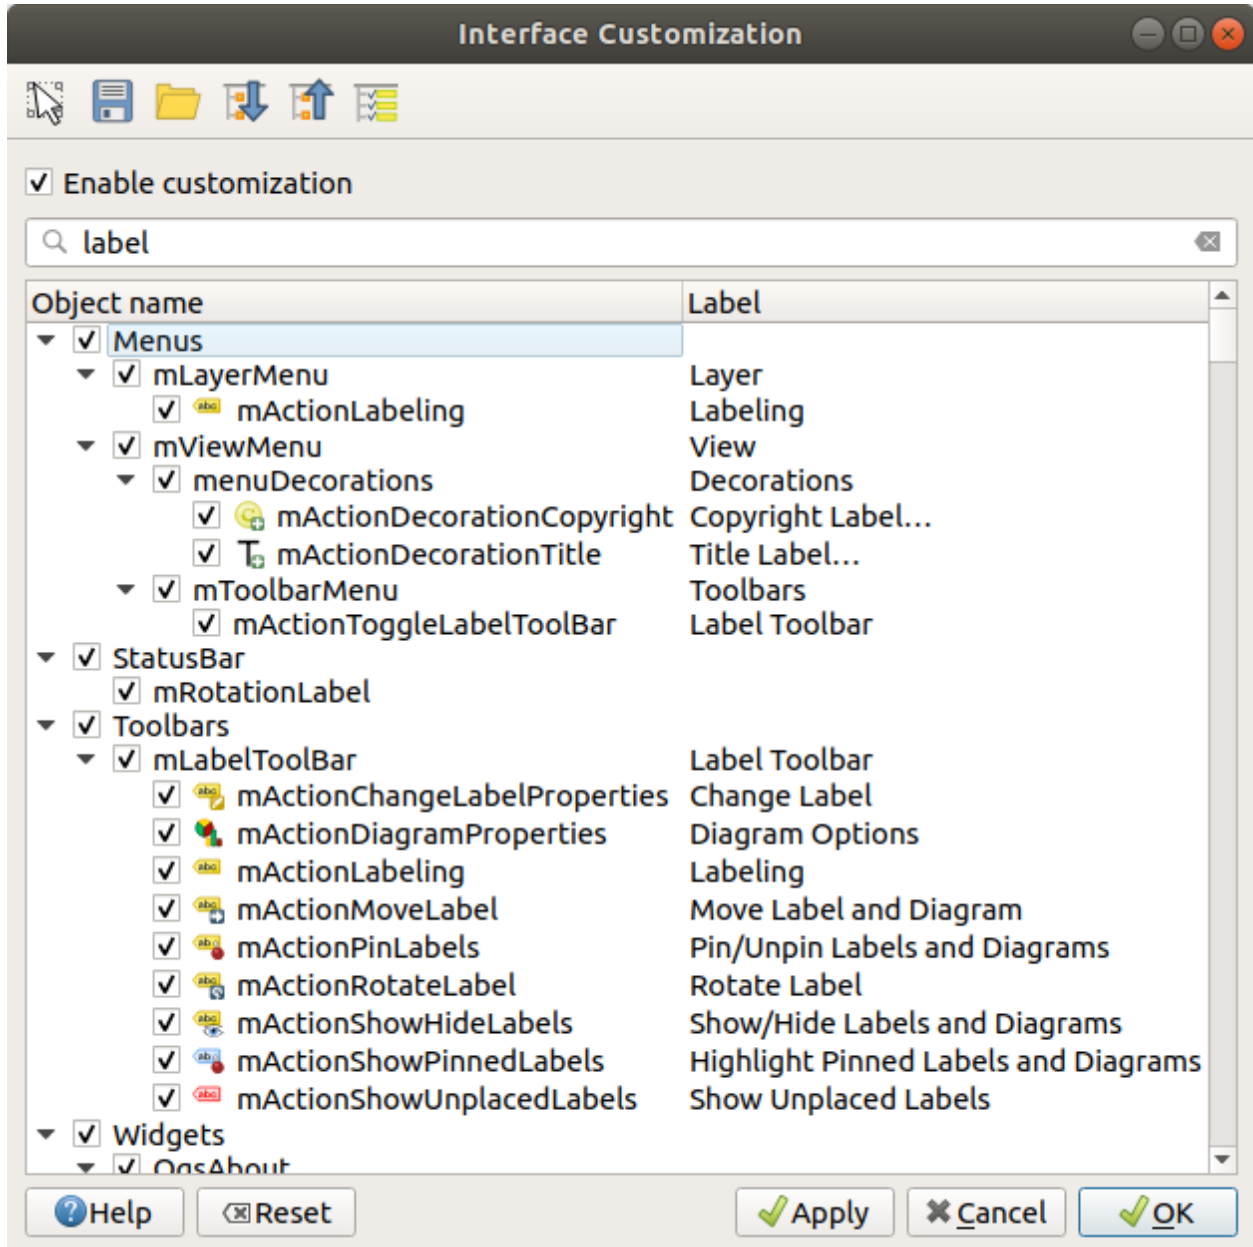 Interface Customization
Enable customization
label
Object name Label
Menus
mLayerMenu Layer
mActionLabeling Labeling
mViewMenu View
menuDecorations Decorations
mActionDecorationCopyright Copyright Label...
mActionDecorationTitle Title Label...
mToolbarMenu Toolbars
mActionToggleLabelToolBar Label Toolbar
StatusBar
mRotationLabel
Toolbars
mLabelToolBar Label Toolbar
mActionChangeLabelProperties Change Label
mActionDiagramProperties Diagram Options
mActionLabeling Labeling
mActionMoveLabel Move Label and Diagram
mActionPinLabels Pin/Unpin Labels and Diagrams
mActionRotateLabel Rotate Label
mActionShowHideLabels Show/Hide Labels and Diagrams
mActionShowPinnedLabels Highlight Pinned Labels and Diagrams
mActionShowUnplacedLabels Show Unplaced Labels
Widgets
QgsAbout
Help Reset Apply Cancel OK